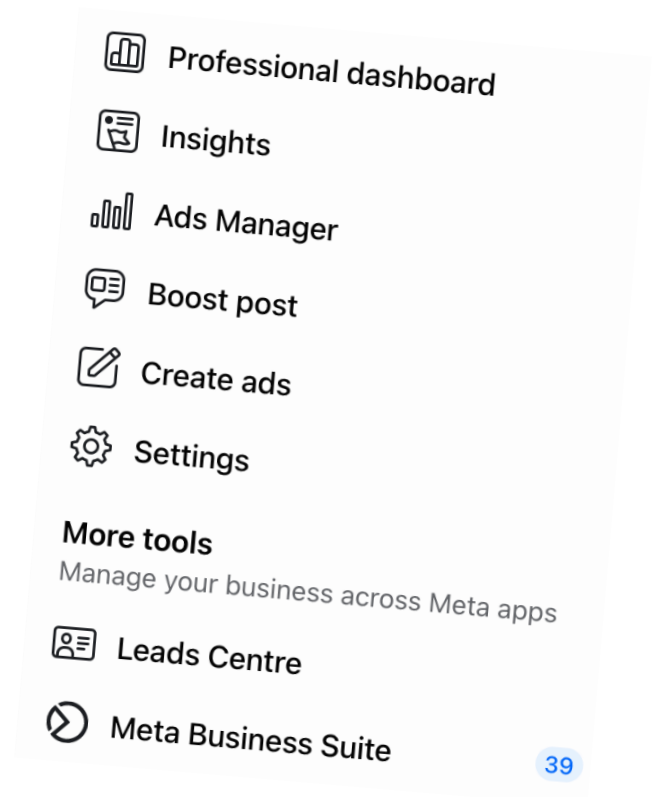 Professional dashboard
Insights
Ads Manager
Boost post
Create ads
Settings
More tools
Manage your business across Meta apps
Leads Centre
Meta Business Suite 39